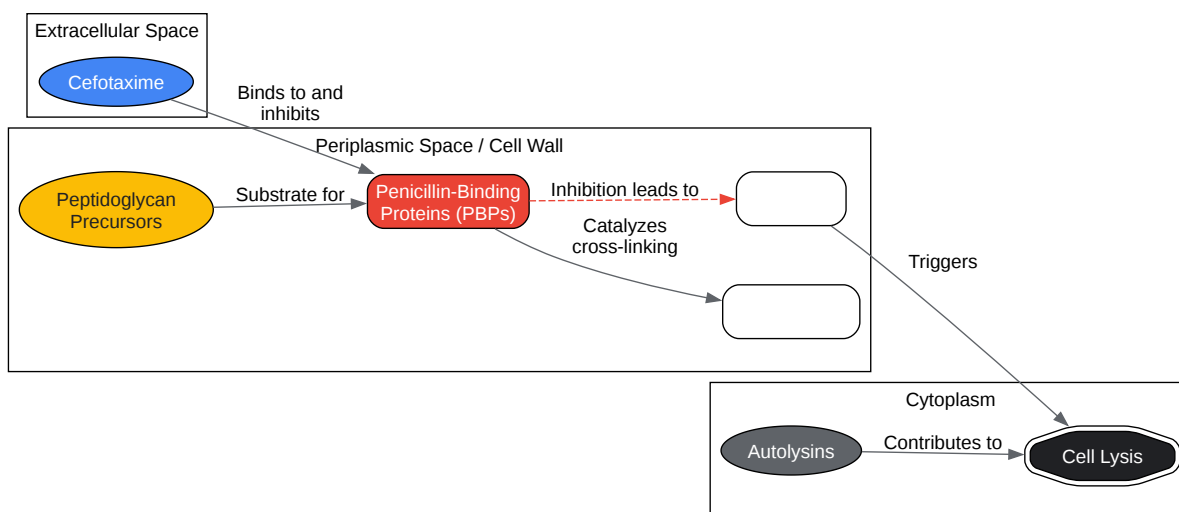 Extracellular Space
Cefotaxime
Binds to and
inhibits
Periplasmic Space / Cell Wall
Peptidoglycan
Precursors
Substrate for
Penicillin-Binding
Proteins (PBPs)
Inhibition leads to
Catalyzes
cross-linking
Triggers
Cytoplasm
Autolysins
Contributes to
Cell Lysis